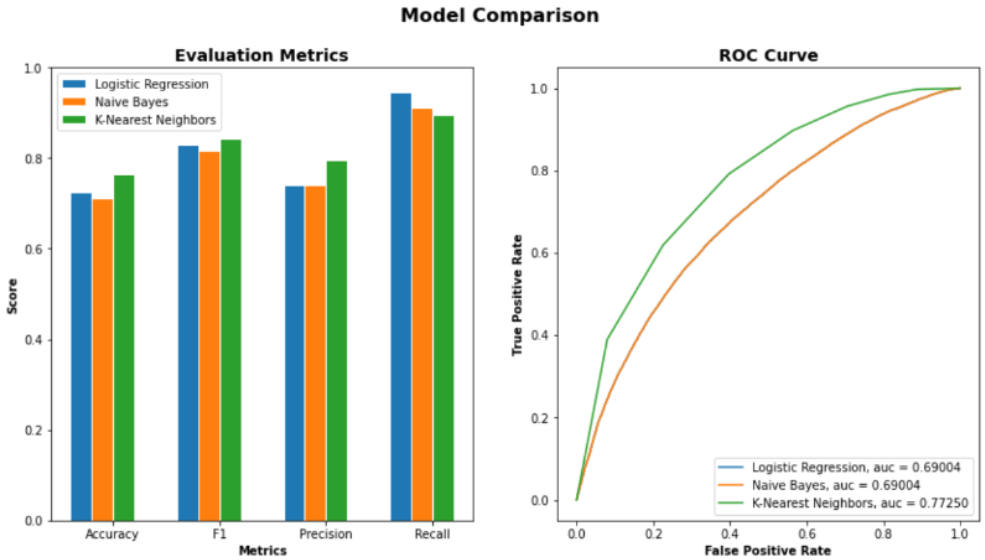 Model Comparison
Evaluation Metrics
1.0
0.8
0.6
0.4
0.2
0.0
Score
Logistic Regression
Naive Bayes
K-Nearest Neighbors
Accuracy F1 Precision Recall
Metrics
ROC Curve
1.0
0.8
0.6
0.4
0.2
0.0
True Positive Rate
Logistic Regression, auc = 0.69004
Naive Bayes, auc = 0.69004
K-Nearest Neighbors, auc = 0.77250
0.0 0.2 0.4 0.6 0.8 1.0
False Positive Rate